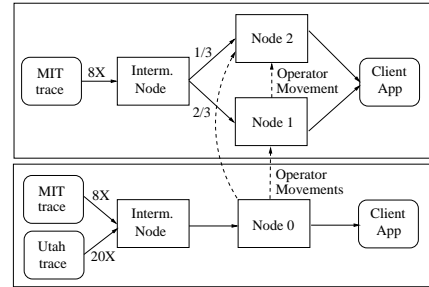 1/3
Node 2
MIT
trace
8X
Interm.
Node
Operator
Movement
Client
App
2/3
Node 1
MIT
trace
8X
Operator
Movements
Interm.
Node
Node 0
Client
App
Utah
trace
20X